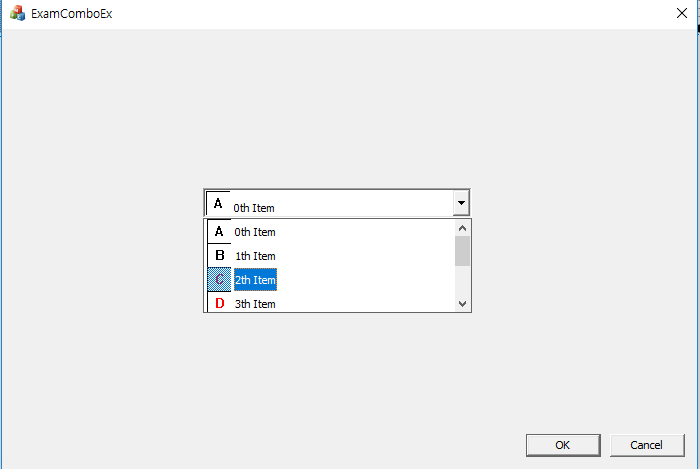 ExamComboEx
A 0th Item
A 0th Item
B 1th Item
C 2th Item
D 3th Item
OK Cancel